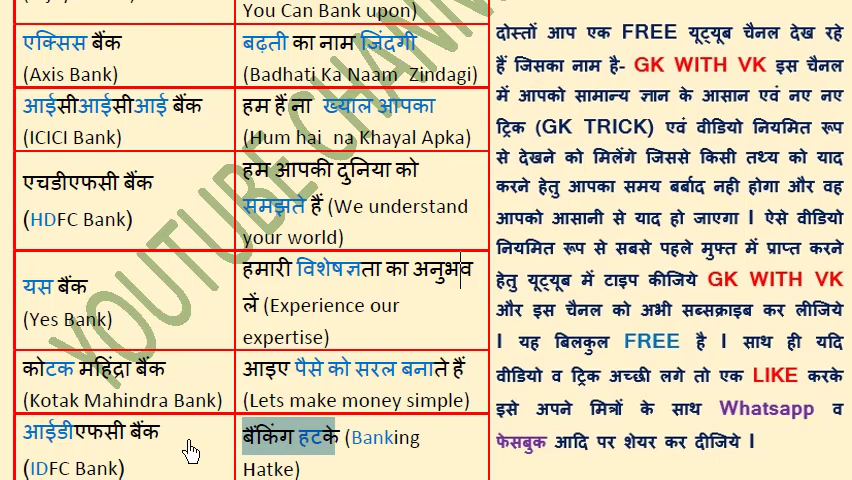 You Can Bank upon)
एक्सिस बैंक
(Axis Bank)
बढ़ती का नाम ज़िंदगी
(Badhati Ka Naam Zindagi)
आईसीआईसीआई बैंक
(ICICI Bank)
हम हैं ना ख्याल आपका
(Hum hai na Khayal Apka)
एचडीएफसी बैंक
(HDFC Bank)
हम आपकी दुनिया को
समझते हैं (We understand
your world)
यस बैंक
(Yes Bank)
हमारी विशेषज्ञता का अनुभव
लें (Experience our
expertise)
कोटक महिंद्रा बैंक
(Kotak Mahindra Bank)
आइए पैसे को सरल बनाते हैं
(Lets make money simple)
आईडीएफसी बैंक
(IDFC Bank)
बैंकिंग हटके (Banking
Hatke)
दोस्तों आप एक FREE यूट्यूब चैनल देख रहे
हैं जिसका नाम है- GK WITH VK इस चैनल
में आपको सामान्य ज्ञान के आसान एवं नए नए
ट्रिक (GK TRICK) एवं वीडियो नियमित रूप
से देखने को मिलेंगे जिससे किसी तथ्य को याद
करने हेतु आपका समय बर्बाद नही होगा और वह
आपको आसानी से याद हो जाएगा । ऐसे वीडियो
नियमित रूप से सबसे पहले मुफ्त में प्राप्त करने
हेतु यूट्यूब में टाइप कीजिये GK WITH VK
और इस चैनल को अभी सब्सक्राइब कर लीजिये
। यह बिलकुल FREE है । साथ ही यदि
वीडियो व ट्रिक अच्छी लगे तो एक LIKE करके
इसे अपने मित्रों के साथ Whatsapp व
फेसबुक आदि पर शेयर कर दीजिये ।
YOUTUBE CHANNEL